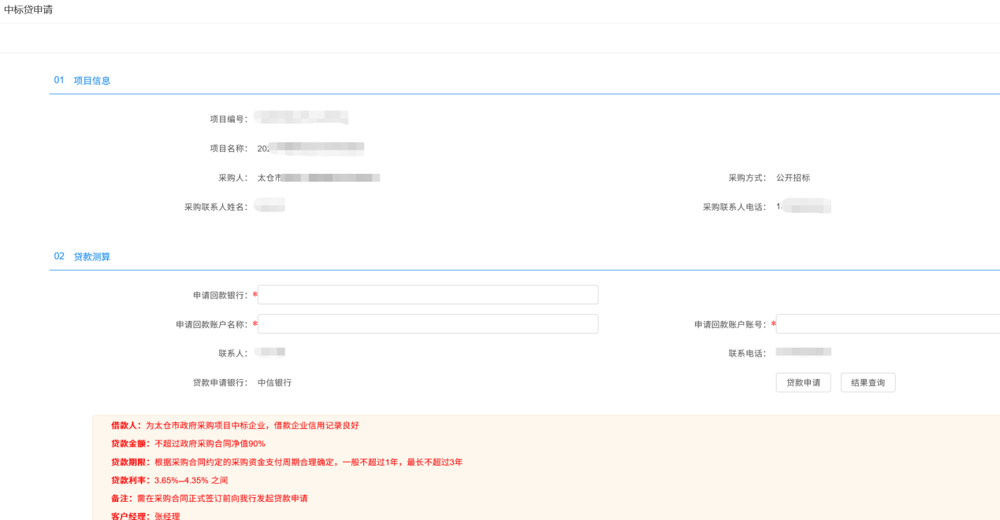 中标贷申请
01 项目信息
项目编号：
项目名称： 20
采购人： 太仓市
采购方式： 公开招标
采购联系人姓名：
采购联系人电话： 1
02 贷款测算
申请回款银行：*
申请回款账户名称：*
申请回款账户账号：*
联系人：
联系电话：
贷款申请银行： 中信银行
贷款申请 结果查询
借款人：为太仓市政府采购项目中标企业，借款企业信用记录良好
贷款金额：不超过政府采购合同净值90%
贷款期限：根据采购合同约定的采购资金支付周期合理确定，一般不超过1年，最长不超过3年
贷款利率：3.65%--4.35% 之间
备注：需在采购合同正式签订前向我行发起贷款申请
客户经理：张经理